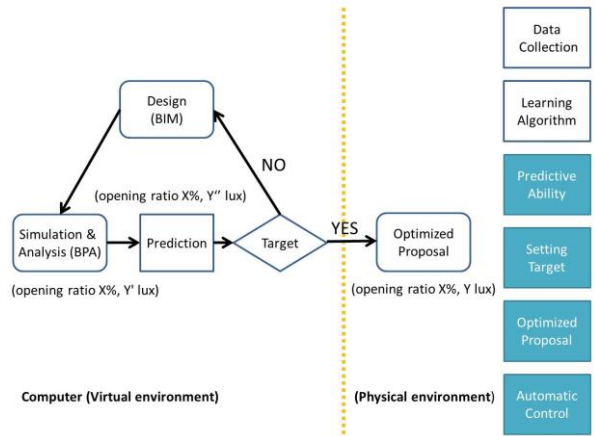 Data
Collection
Design
(BIM)
Learning
Algorithm
NO
(opening ratio X%, Y'' lux)
Predictive
Ability
Simulation &
Analysis (BPA)
Prediction
Target
YES
Optimized
Proposal
Setting
Target
(opening ratio X%, Y' lux)
(opening ratio X%, Y lux)
Optimized
Proposal
Computer (Virtual environment)
(Physical environment)
Automatic
Control